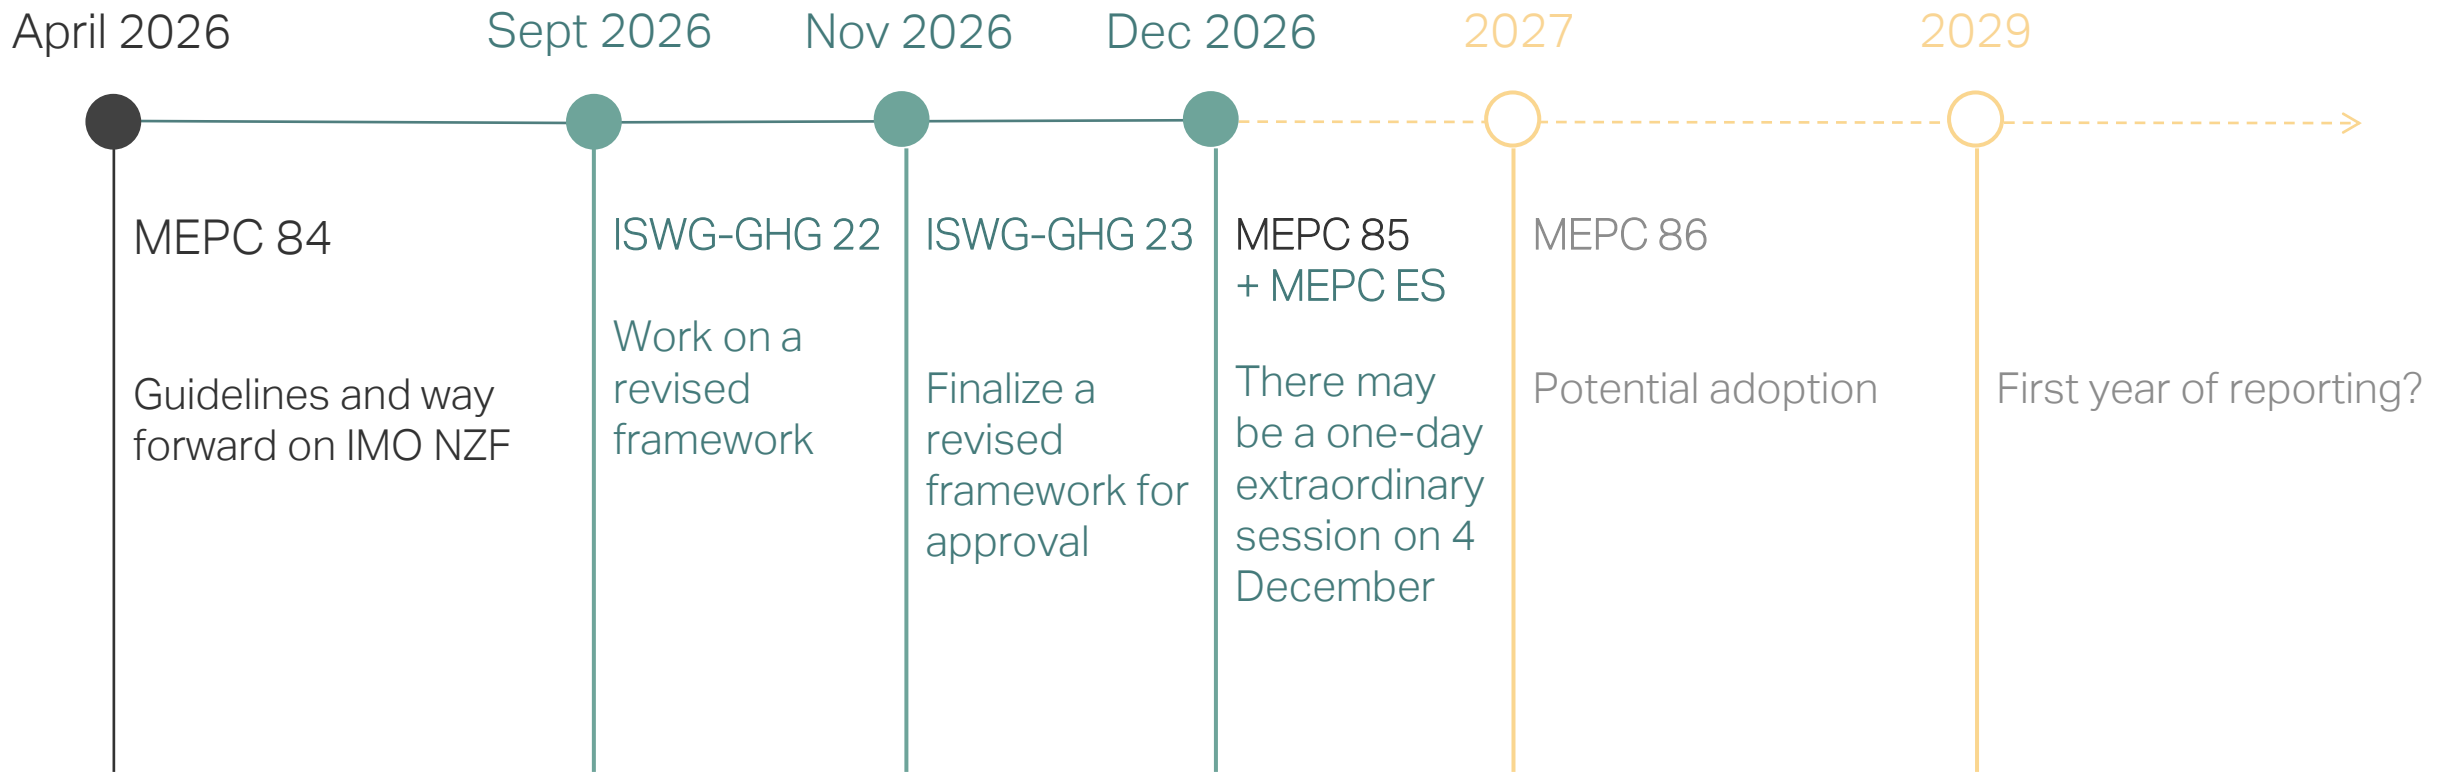 April 2026
Sept 2026
Nov 2026
Dec 2026
2027
2029
MEPC 84
Guidelines and way
forward on IMO NZF
ISWG-GHG 22
Work on a
revised
framework
ISWG-GHG 23
Finalize a
revised
framework for
approval
MEPC 85
+ MEPC ES
There may
be a one-day
extraordinary
session on 4
December
MEPC 86
Potential adoption
First year of reporting?